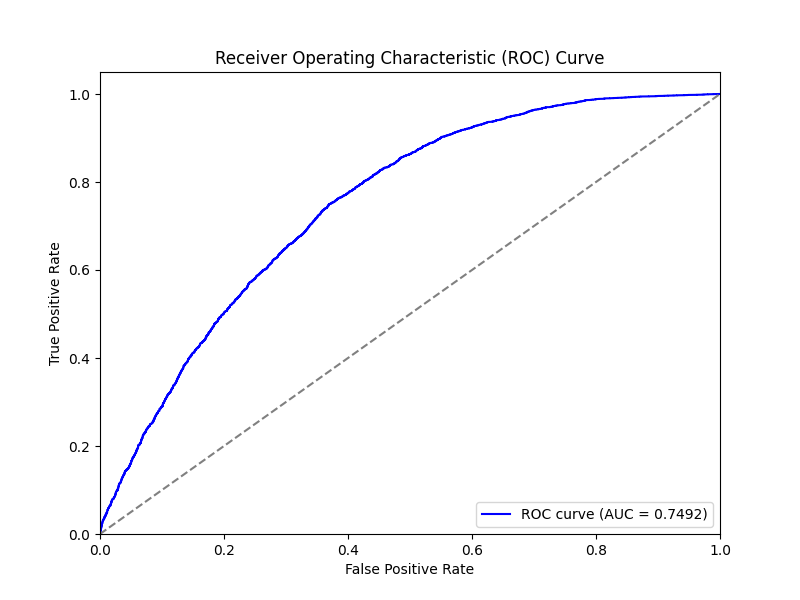 Receiver Operating Characteristic (ROC) Curve
1.0
0.8
0.6
0.4
0.2
0.0
True Positive Rate
0.0 0.2 0.4 0.6 0.8 1.0
False Positive Rate
ROC curve (AUC = 0.7492)